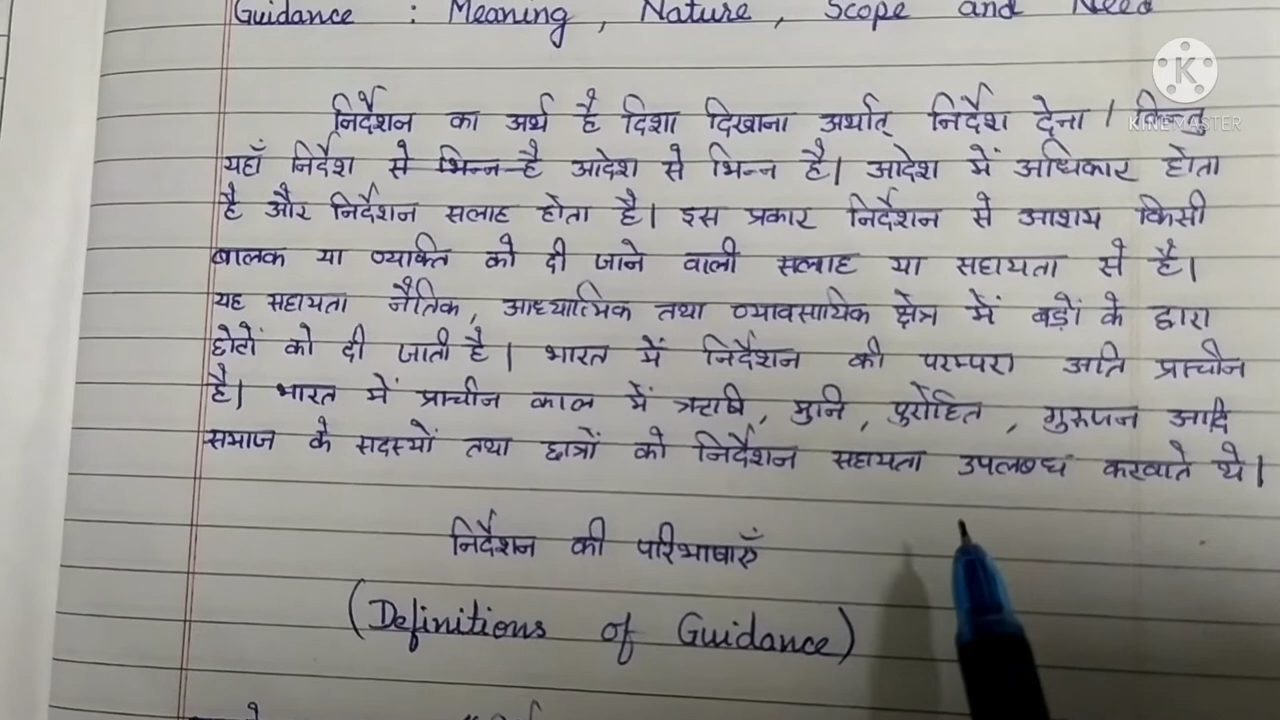 Guidance : Meaning, Nature, Scope and Need
निर्देशन का अर्थ है दिशा दिखाना अर्थात् निर्देश देना । किन्तु
यहाँ निर्देश से भिन्न है आदेश से भिन्न है। आदेश में अधिकार होता
है और निर्देशन सलाह होता है। इस प्रकार निर्देशन से आशय किसी
बालक या व्यक्ति को दी जाने वाली सलाह या सहायता से है।
यह सहायता नैतिक, आध्यात्मिक तथा व्यावसायिक क्षेत्र में बड़ों के द्वारा
छोटों को दी जाती है। भारत में निर्देशन की परम्परा अति प्राचीन
है। भारत में प्राचीन काल में ऋषि, मुनि, पुरोहित, गुरुजन आदि
समाज के सदस्यों तथा छात्रों को निर्देशन सहायता उपलब्ध करवाते थे।
निर्देशन की परिभाषाएँ
(Definitions of Guidance)
KINEMASTER